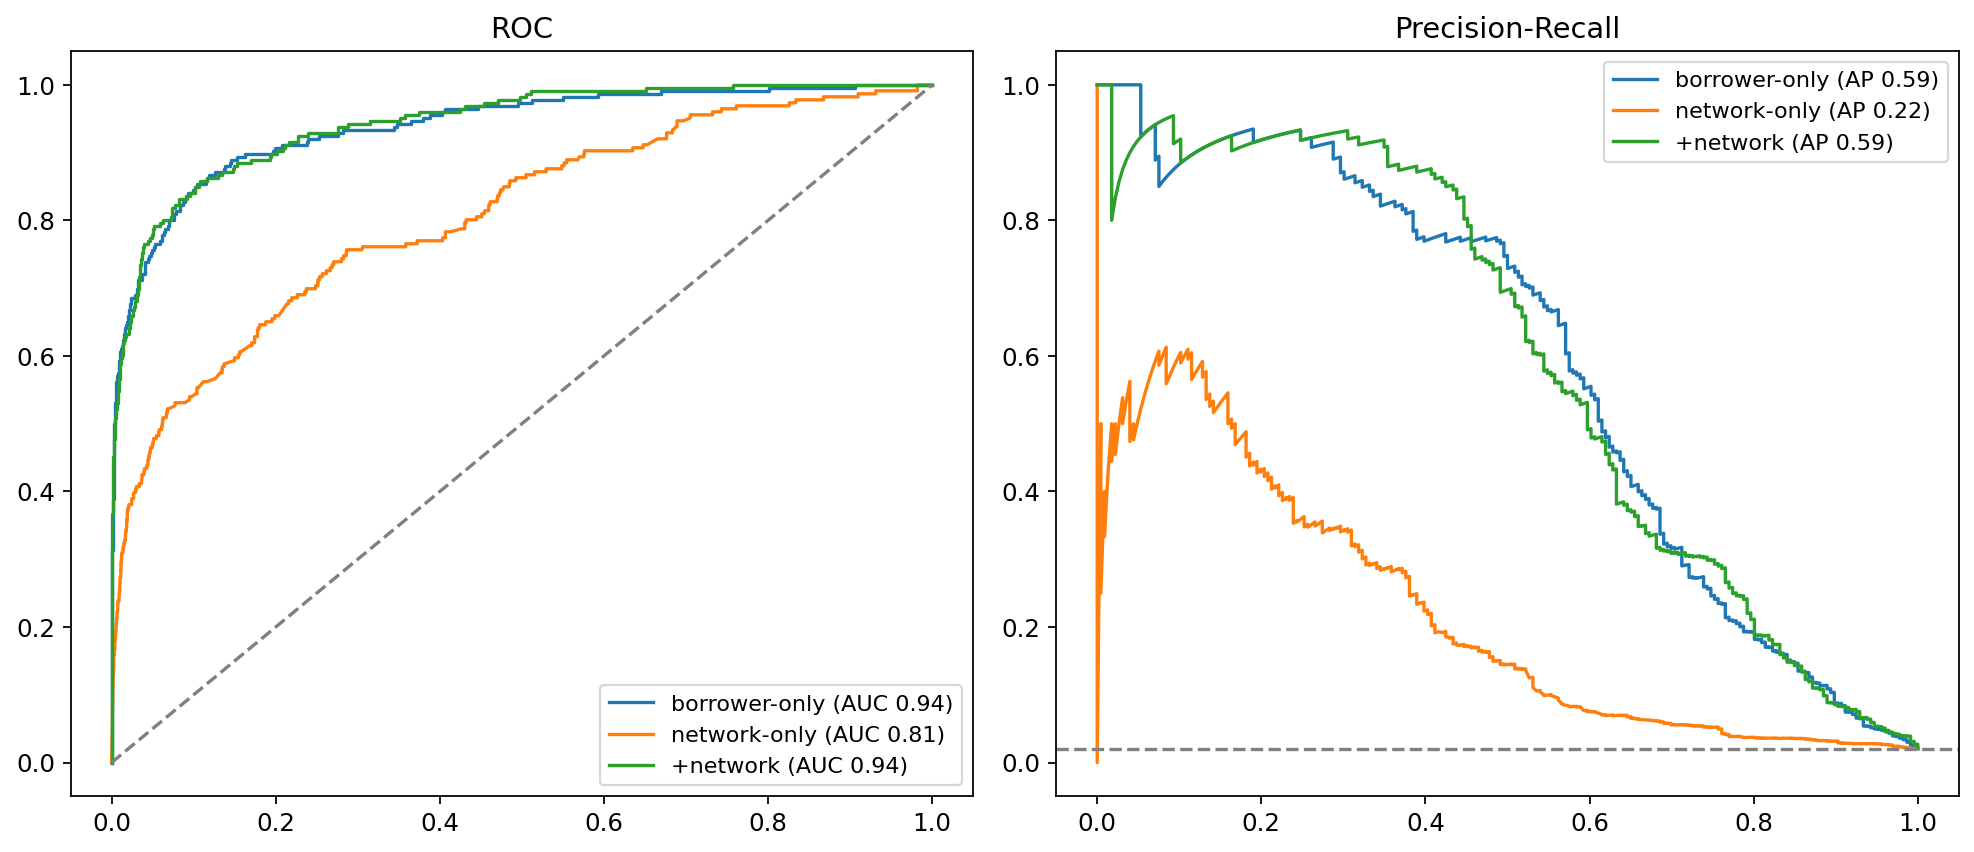 ROC
1.0
0.8
0.6
0.4
0.2
0.0
0.0 0.2 0.4 0.6 0.8 1.0
borrower-only (AUC 0.94)
network-only (AUC 0.81)
+network (AUC 0.94)
Precision-Recall
1.0
0.8
0.6
0.4
0.2
0.0
0.0 0.2 0.4 0.6 0.8 1.0
borrower-only (AP 0.59)
network-only (AP 0.22)
+network (AP 0.59)